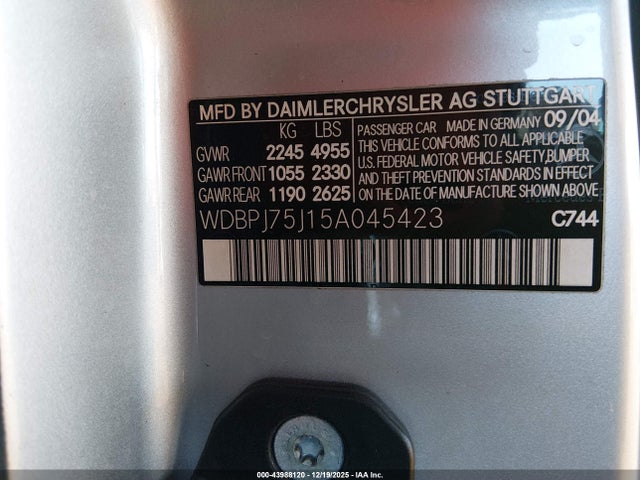 MFD BY DAIMLERCHRYSLER AG STUTTGART
KG LBS
GVWR 2245 4955
GAWR FRONT 1055 2330
GAWR REAR 1190 2625
PASSENGER CAR MADE IN GERMANY 09/04
THIS VEHICLE CONFORMS TO ALL APPLICABLE
U.S. FEDERAL MOTOR VEHICLE SAFETY, BUMPER
AND THEFT PREVENTION STANDARDS IN EFFECT
ON THE DATE OF MANUFACTURE SHOWN ABOVE
WDBPJ75J15A045423 C744
000-43988120 - 12/19/2025 - IAA Inc.